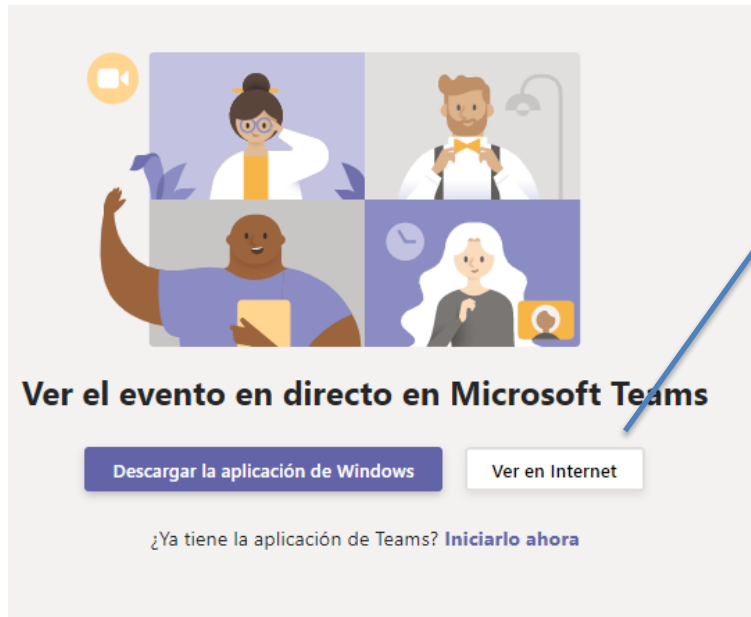 Ver el evento en directo en Microsoft Teams
Descargar la aplicación de Windows
Ver en Internet
¿Ya tiene la aplicación de Teams? Iniciarlo ahora